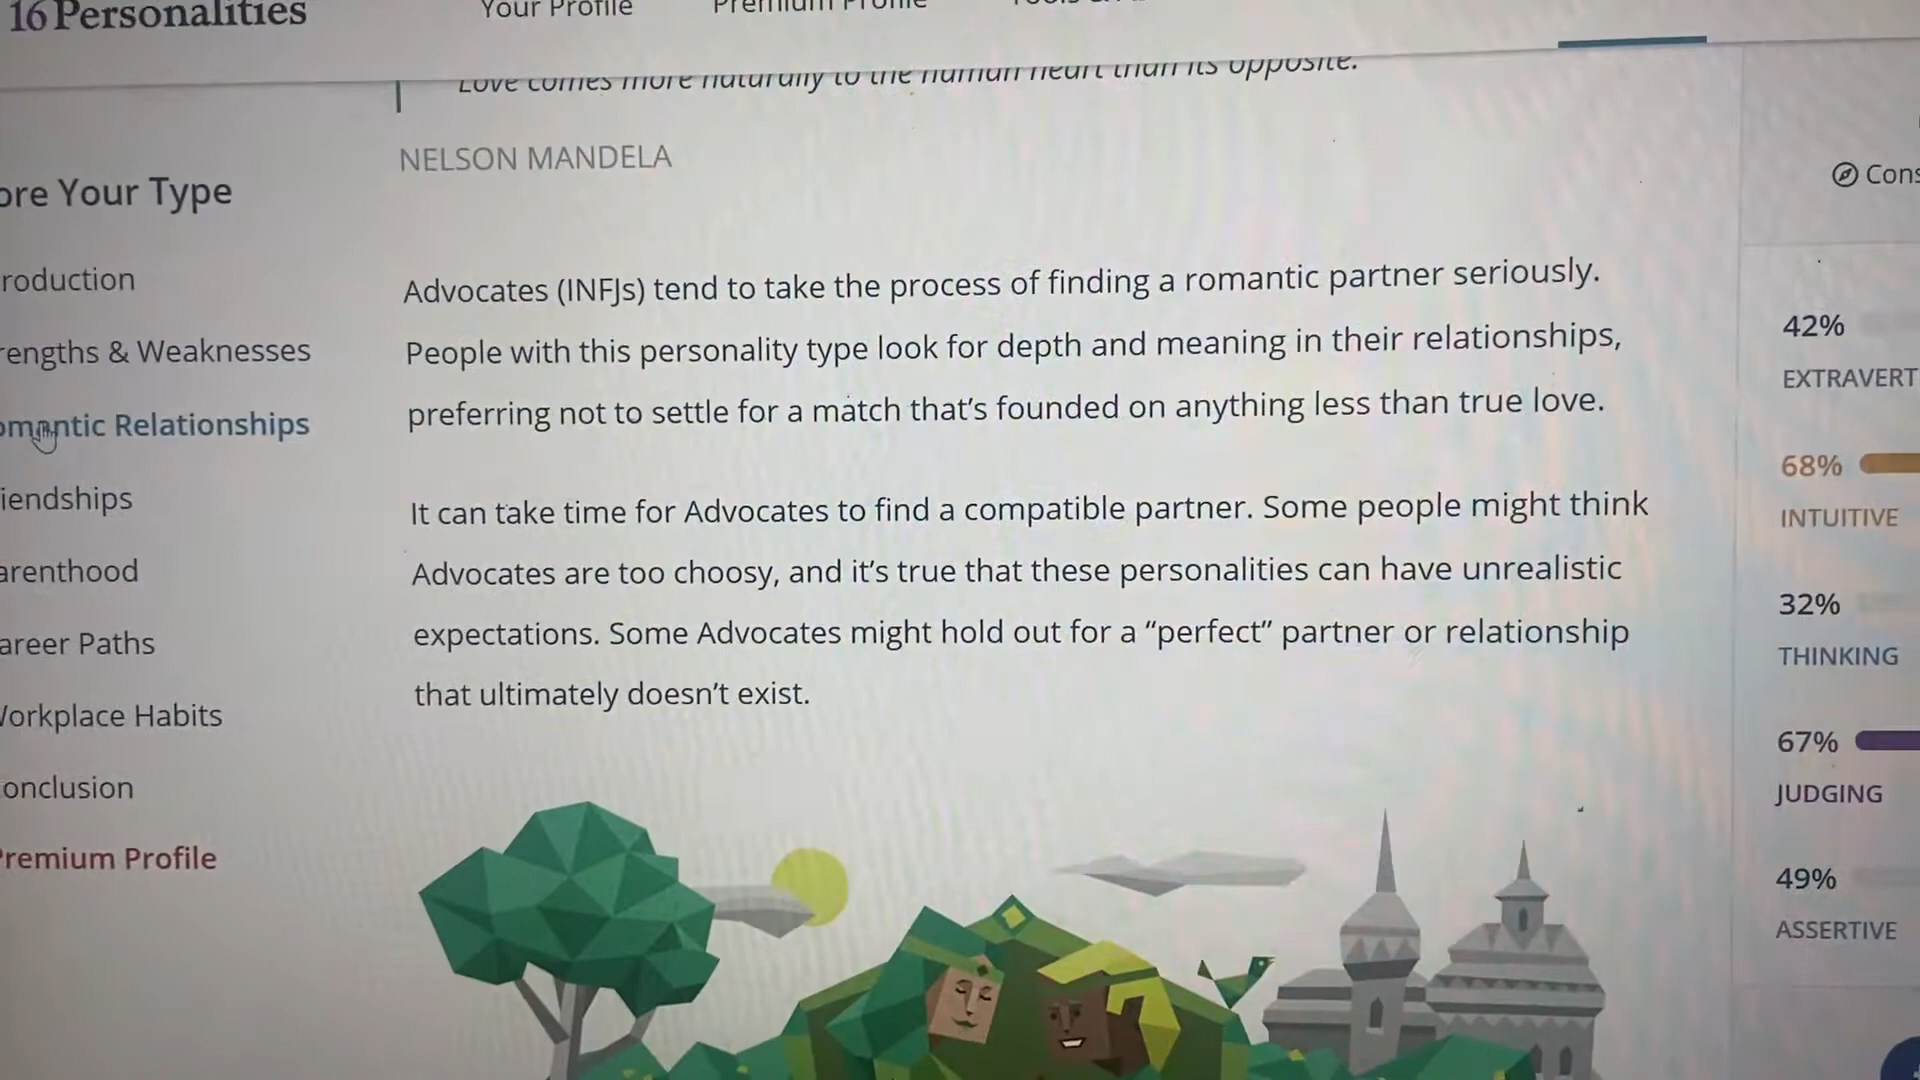 16 Personalities
Your Profile
Premium Profile
Love comes more naturally to the human heart than its opposite.
NELSON MANDELA
ore Your Type
roduction
rengths & Weaknesses
omantic Relationships
iendships
arenthood
areer Paths
Workplace Habits
onclusion
Premium Profile
Advocates (INFJs) tend to take the process of finding a romantic partner seriously.
People with this personality type look for depth and meaning in their relationships,
preferring not to settle for a match that’s founded on anything less than true love.
It can take time for Advocates to find a compatible partner. Some people might think
Advocates are too choosy, and it’s true that these personalities can have unrealistic
expectations. Some Advocates might hold out for a “perfect” partner or relationship
that ultimately doesn’t exist.
Cons
42%
EXTRAVERT
68%
INTUITIVE
32%
THINKING
67%
JUDGING
49%
ASSERTIVE